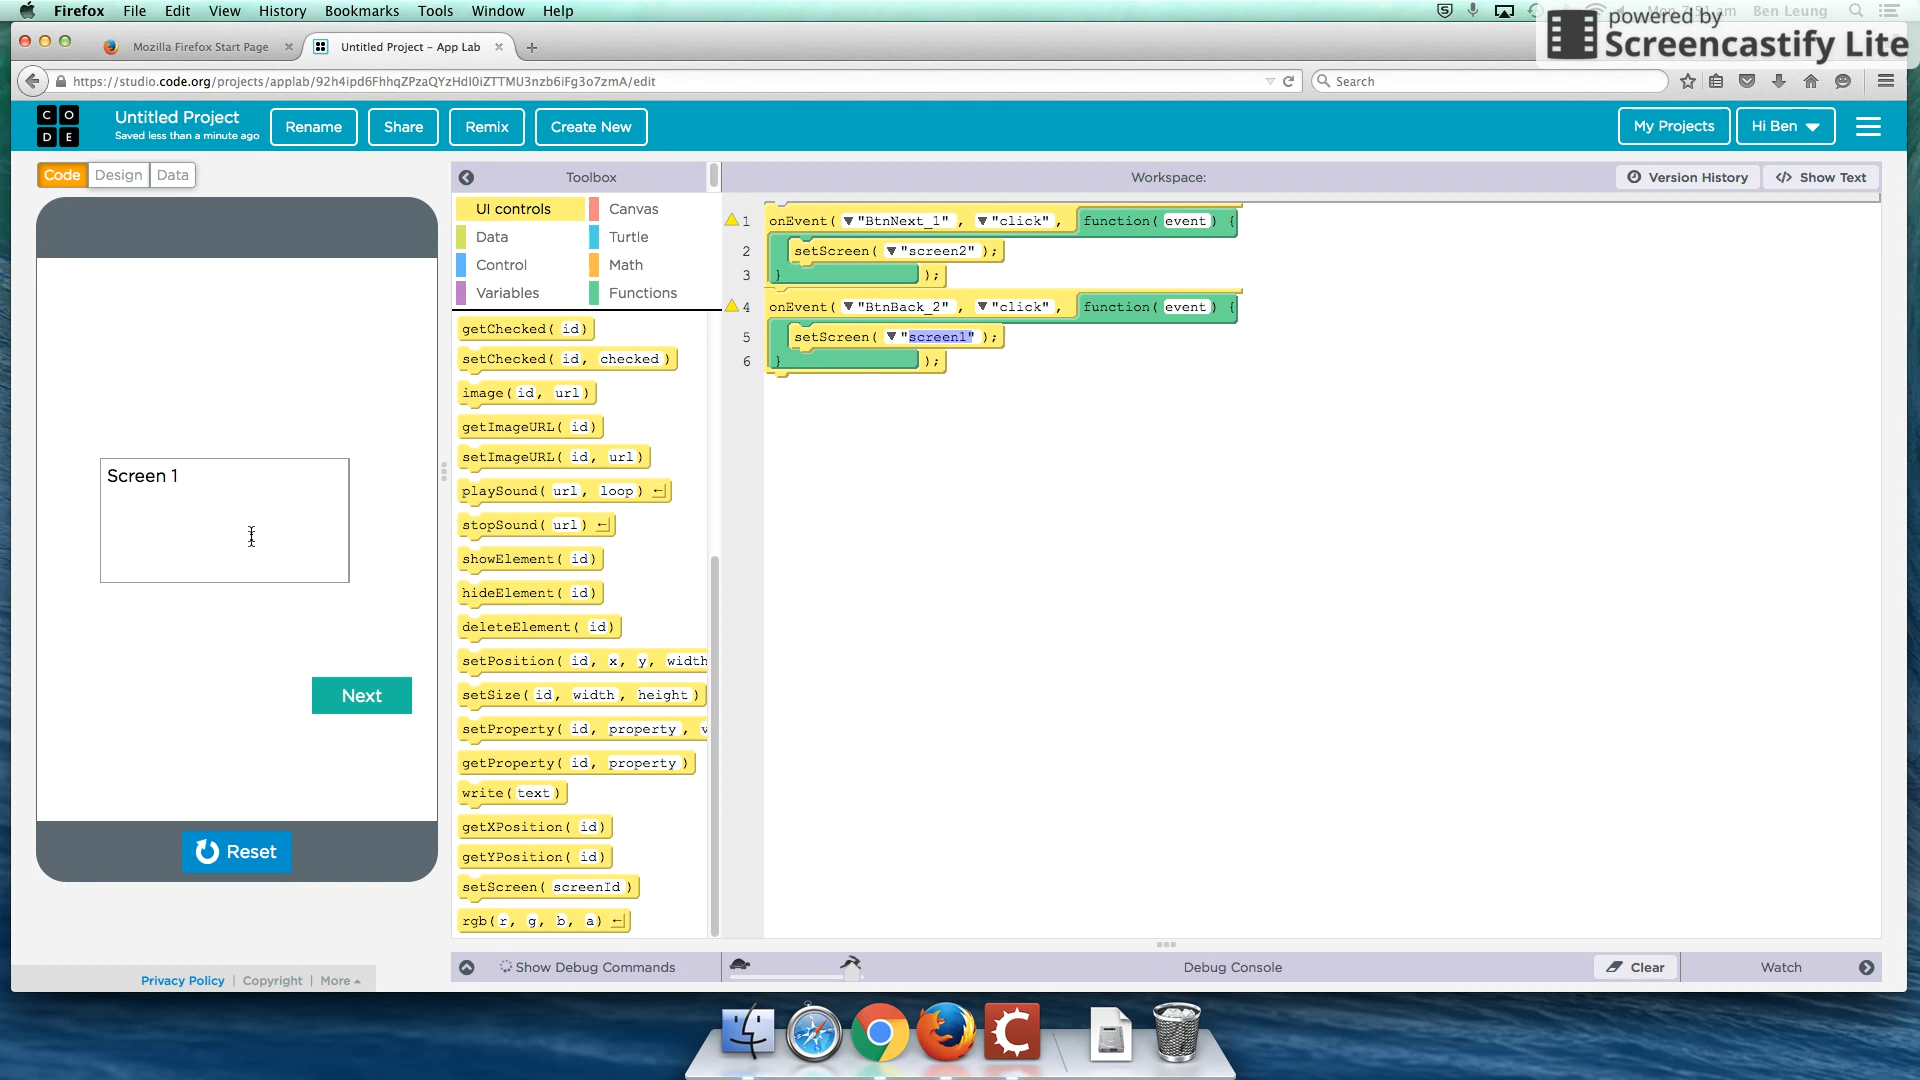 Firefox File Edit View History Bookmarks Tools Window Help Ben Leung
powered by
Screencastify Lite
Mozilla Firefox Start Page
Untitled Project - App Lab
https://studio.code.org/projects/applab/92h4ipd6FhhqZPzaQYzHdI0iZTTMU3nzb6iFg3o7zmA/edit
Search
C O
D E
Untitled Project
Saved less than a minute ago
Rename
Share
Remix
Create New
My Projects
Hi Ben
Code
Design
Data
Screen 1
Next
Reset
Privacy Policy | Copyright | More
Toolbox
UI controls
Canvas
Data
Turtle
Control
Math
Variables
Functions
getChecked( id)
setChecked( id, checked )
image( id, url )
getImageURL( id)
setImageURL( id, url )
playSound( url, loop )
stopSound( url )
showElement( id)
hideElement( id)
deleteElement( id)
setPosition( id, x, y, width
setSize( id, width, height )
setProperty( id, property, v
getProperty( id, property )
write( text )
getXPosition( id)
getYPosition( id)
setScreen( screenId )
rgb( r, g, b, a)
Workspace:
Version History
Show Text
1 onEvent( ▼"BtnNext_1", ▼"click", function( event ) {
2 setScreen( ▼"screen2" );
3 } );
4 onEvent( ▼"BtnBack_2", ▼"click", function( event ) {
5 setScreen( ▼"screen1" );
6 } );
Show Debug Commands
Debug Console
Clear
Watch